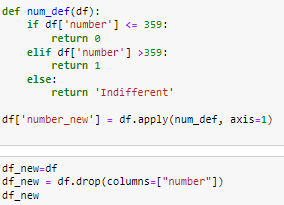 def num_def(df):
    if df['number'] <= 359:
        return 0
    elif df['number'] >359:
        return 1
    else:
        return 'Indifferent'
df['number_new'] = df.apply(num_def, axis=1)
df_new=df
df_new = df.drop(columns=["number"])
df_new